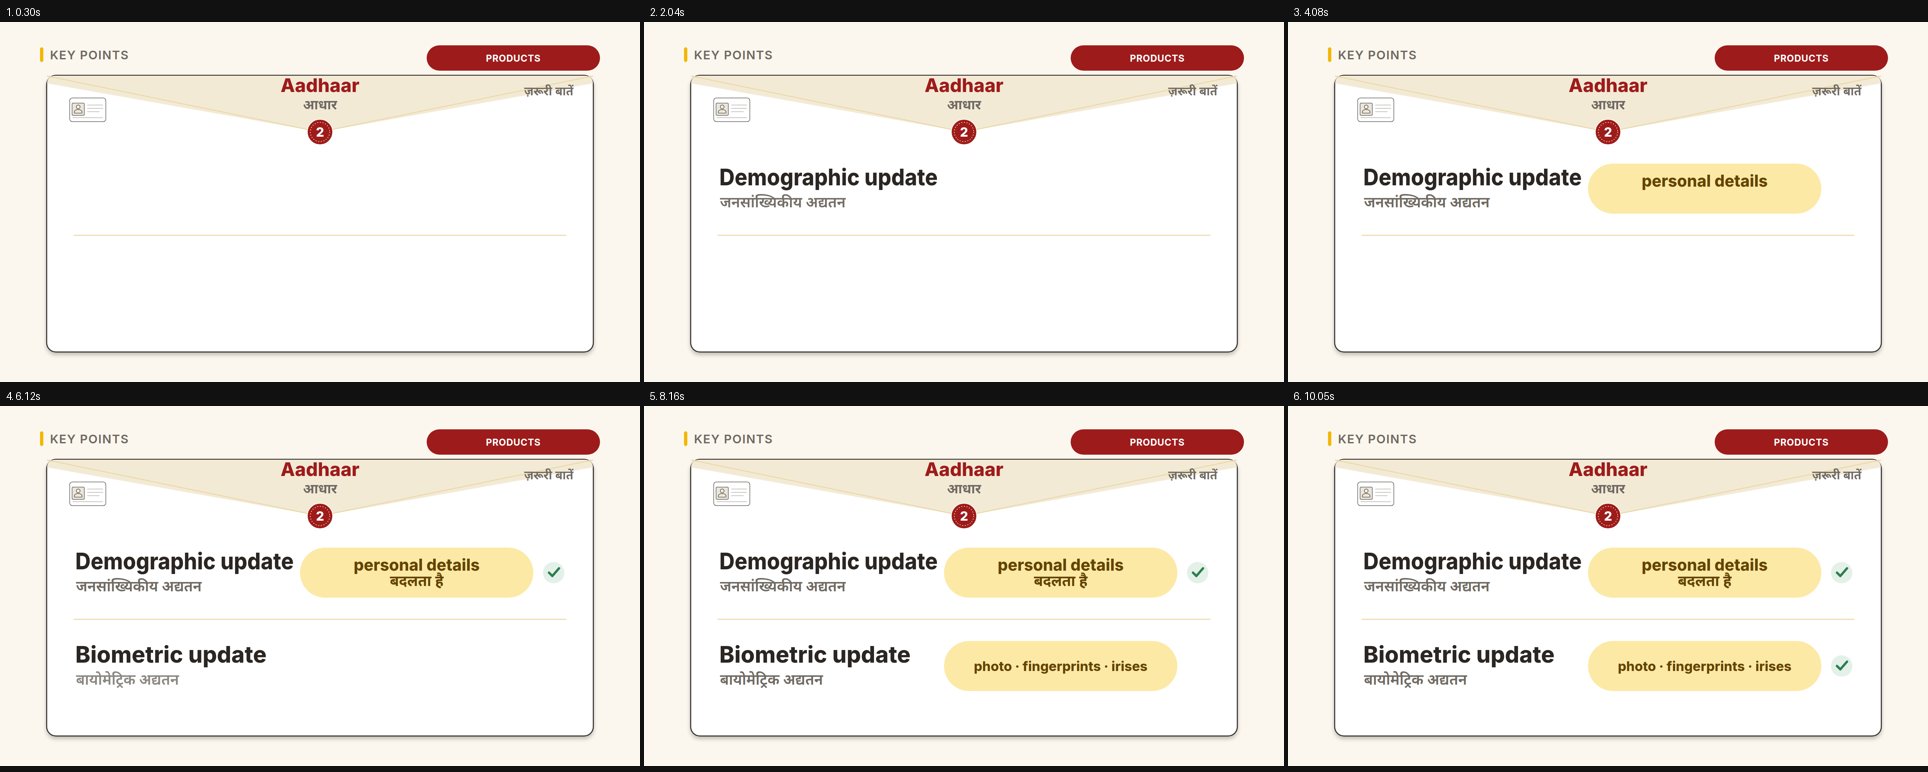 1. 0.30s
KEY POINTS
PRODUCTS
Aadhaar
आधार
ज़रूरी बातें
2
2. 2.04s
KEY POINTS
PRODUCTS
Aadhaar
आधार
ज़रूरी बातें
2
Demographic update
जनसांख्यिकीय अद्यतन
3. 4.08s
KEY POINTS
PRODUCTS
Aadhaar
आधार
ज़रूरी बातें
2
Demographic update
जनसांख्यिकीय अद्यतन
personal details
4. 6.12s
KEY POINTS
PRODUCTS
Aadhaar
आधार
ज़रूरी बातें
2
Demographic update
जनसांख्यिकीय अद्यतन
personal details
बदलता है
Biometric update
बायोमेट्रिक अद्यतन
5. 8.16s
KEY POINTS
PRODUCTS
Aadhaar
आधार
ज़रूरी बातें
2
Demographic update
जनसांख्यिकीय अद्यतन
personal details
बदलता है
Biometric update
बायोमेट्रिक अद्यतन
photo · fingerprints · irises
6. 10.05s
KEY POINTS
PRODUCTS
Aadhaar
आधार
ज़रूरी बातें
2
Demographic update
जनसांख्यिकीय अद्यतन
personal details
बदलता है
Biometric update
बायोमेट्रिक अद्यतन
photo · fingerprints · irises